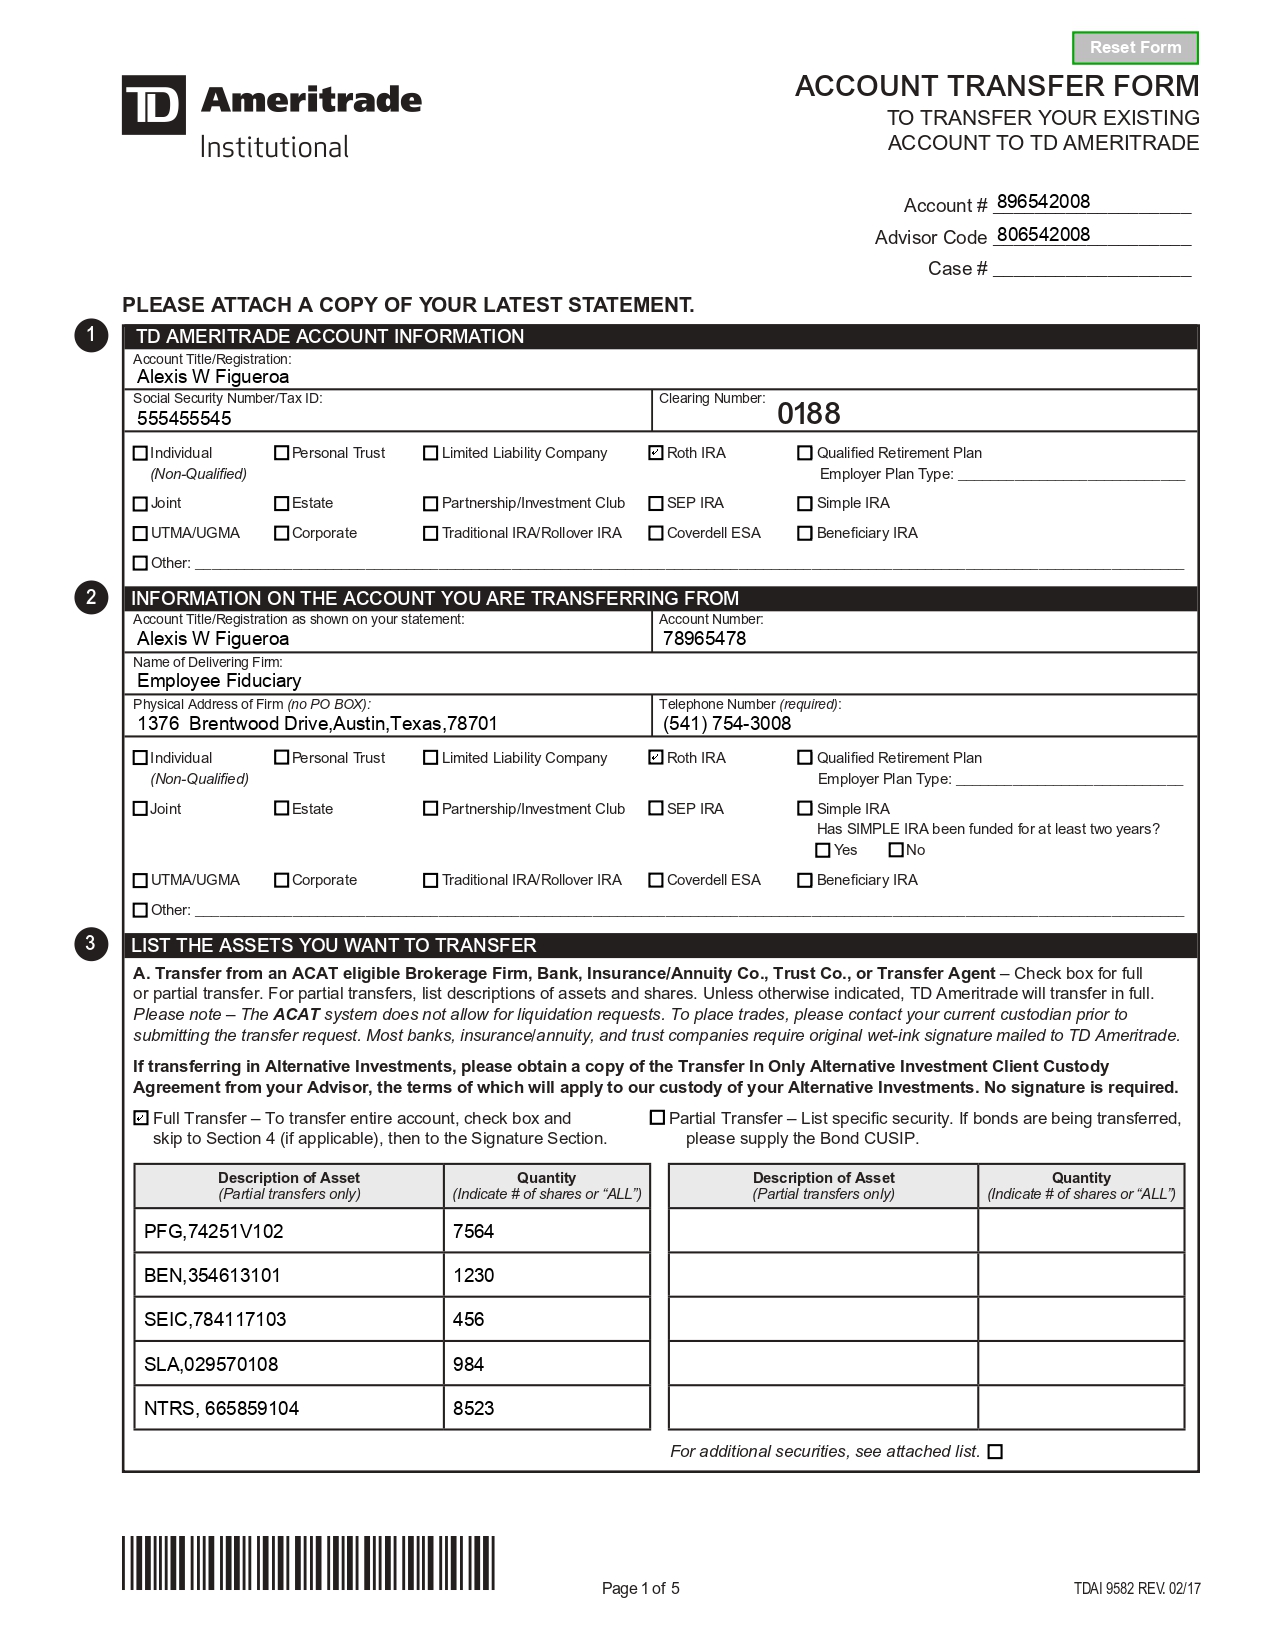 Reset Form
TD Ameritrade
Institutional
ACCOUNT TRANSFER FORM
TO TRANSFER YOUR EXISTING
ACCOUNT TO TD AMERITRADE
Account # 896542008
Advisor Code 806542008
Case #
PLEASE ATTACH A COPY OF YOUR LATEST STATEMENT.
1 TD AMERITRADE ACCOUNT INFORMATION
Account Title/Registration:
Alexis W Figueroa
Social Security Number/Tax ID: Clearing Number: 0188
555455545
Individual Personal Trust Limited Liability Company Roth IRA Qualified Retirement Plan
(Non-Qualified) Employer Plan Type:
Joint Estate Partnership/Investment Club SEP IRA Simple IRA
UTMA/UGMA Corporate Traditional IRA/Rollover IRA Coverdell ESA Beneficiary IRA
Other:
2 INFORMATION ON THE ACCOUNT YOU ARE TRANSFERRING FROM
Account Title/Registration as shown on your statement: Account Number:
Alexis W Figueroa 78965478
Name of Delivering Firm:
Employee Fiduciary
Physical Address of Firm (no PO BOX): Telephone Number (required):
1376 Brentwood Drive,Austin,Texas,78701 (541) 754-3008
Individual Personal Trust Limited Liability Company Roth IRA Qualified Retirement Plan
(Non-Qualified) Employer Plan Type:
Joint Estate Partnership/Investment Club SEP IRA Simple IRA
Has SIMPLE IRA been funded for at least two years?
Yes No
UTMA/UGMA Corporate Traditional IRA/Rollover IRA Coverdell ESA Beneficiary IRA
Other:
3 LIST THE ASSETS YOU WANT TO TRANSFER
A. Transfer from an ACAT eligible Brokerage Firm, Bank, Insurance/Annuity Co., Trust Co., or Transfer Agent – Check box for full
or partial transfer. For partial transfers, list descriptions of assets and shares. Unless otherwise indicated, TD Ameritrade will transfer in full.
Please note – The ACAT system does not allow for liquidation requests. To place trades, please contact your current custodian prior to
submitting the transfer request. Most banks, insurance/annuity, and trust companies require original wet-ink signature mailed to TD Ameritrade.
If transferring in Alternative Investments, please obtain a copy of the Transfer In Only Alternative Investment Client Custody
Agreement from your Advisor, the terms of which will apply to our custody of your Alternative Investments. No signature is required.
Full Transfer – To transfer entire account, check box and
skip to Section 4 (if applicable), then to the Signature Section.
Partial Transfer – List specific security. If bonds are being transferred,
please supply the Bond CUSIP.
Description of Asset Quantity Description of Asset Quantity
(Partial transfers only) (Indicate # of shares or “ALL”) (Partial transfers only) (Indicate # of shares or “ALL”)
PFG,74251V102 7564
BEN,354613101 1230
SEIC,784117103 456
SLA,029570108 984
NTRS, 665859104 8523
For additional securities, see attached list.
Page 1 of 5
TDAI 9582 REV. 02/17